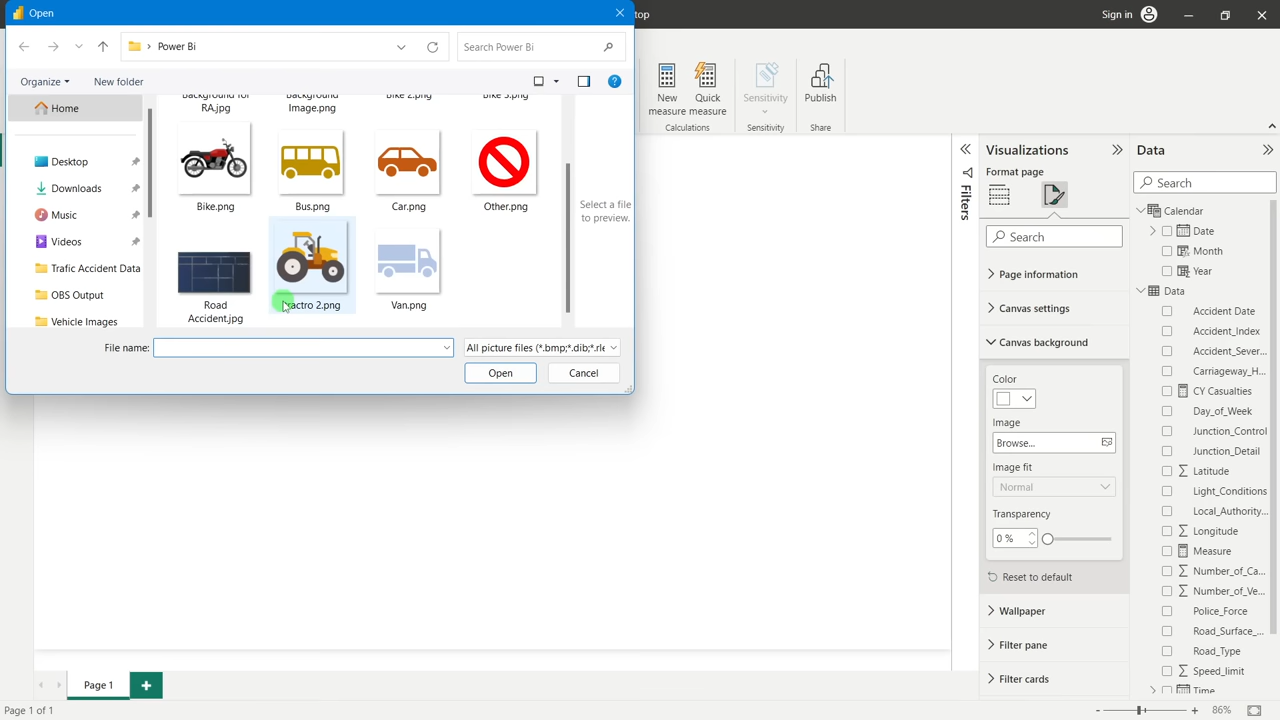 Open
top
Sign in
Power Bi
Search Power Bi
Organize
New folder
New measure
Quick measure
Sensitivity
Publish
Calculations
Sensitivity
Share
Home
Desktop
Downloads
Music
Videos
Trafic Accident Data
OBS Output
Vehicle Images
Background for RA.jpg
Background Image.png
Bike 2.png
Bike 3.png
Bike.png
Bus.png
Car.png
Other.png
Road Accident.jpg
actro 2.png
Van.png
Select a file to preview.
File name:
All picture files (*.bmp;*.dib;*.rle
Open
Cancel
Filters
Visualizations
Format page
Search
Page information
Canvas settings
Canvas background
Color
Image
Browse...
Image fit
Normal
Transparency
0 %
Reset to default
Wallpaper
Filter pane
Filter cards
Data
Search
Calendar
Date
Month
Year
Data
Accident Date
Accident_Index
Accident_Sever...
Carriageway_H...
CY Casualties
Day_of_Week
Junction_Control
Junction_Detail
Latitude
Light_Conditions
Local_Authority...
Longitude
Measure
Number_of_Ca...
Number_of_Ve...
Police_Force
Road_Surface_...
Road_Type
Speed_limit
Time
Page 1
Page 1 of 1
86%